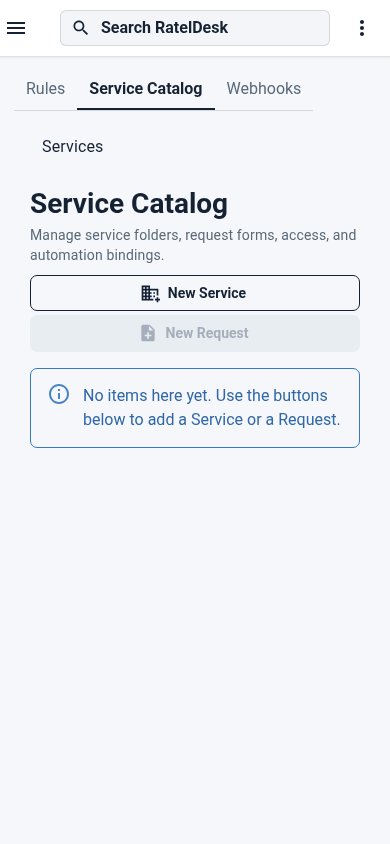 Search RatelDesk
Rules
Service Catalog
Webhooks
Services
Service Catalog
Manage service folders, request forms, access, and
automation bindings.
New Service
New Request
No items here yet. Use the buttons
below to add a Service or a Request.